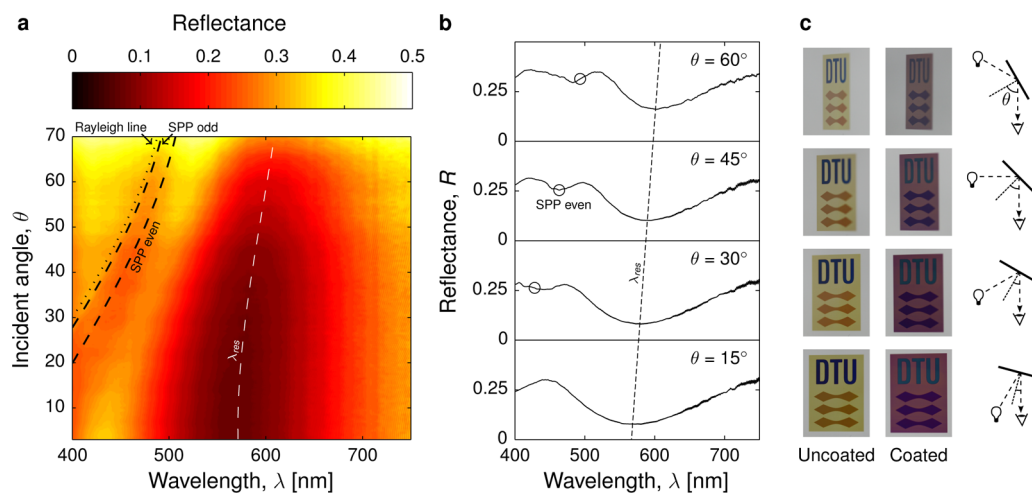 a
Reflectance
0 0.1 0.2 0.3 0.4 0.5
Rayleigh line SPP odd
SPP even
λres
Incident angle, θ
70
60
50
40
30
20
10
400 500 600 700
Wavelength, λ [nm]
b
θ = 60°
0.25
0
θ = 45°
0.25
SPP even
0
θ = 30°
0.25
λres
0
θ = 15°
0.25
0
Reflectance, R
400 500 600 700
Wavelength, λ [nm]
c
DTU DTU
θ
DTU DTU
DTU DTU
DTU DTU
Uncoated Coated